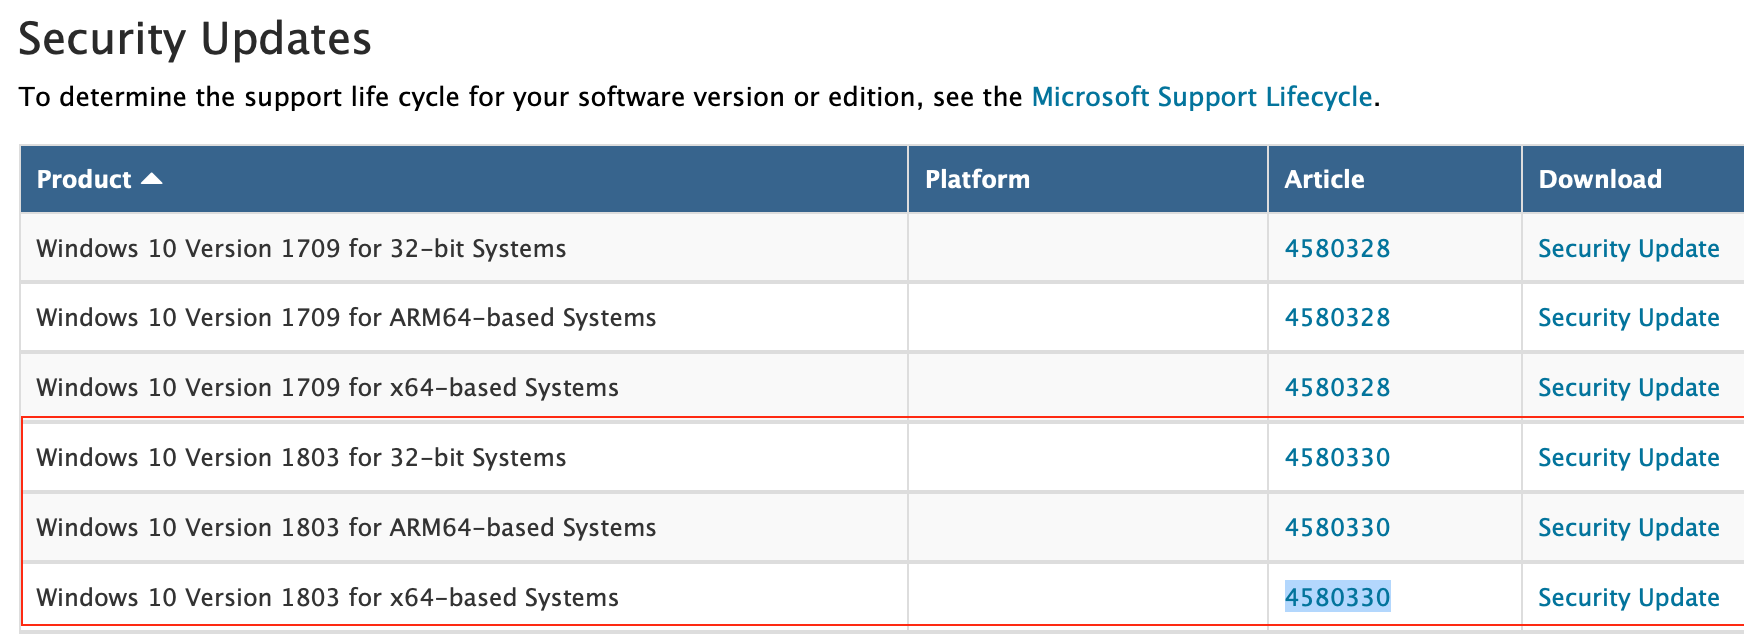 Security Updates
To determine the support life cycle for your software version or edition, see the Microsoft Support Lifecycle.
Product Platform Article Download
Windows 10 Version 1709 for 32-bit Systems 4580328 Security Update
Windows 10 Version 1709 for ARM64-based Systems 4580328 Security Update
Windows 10 Version 1709 for x64-based Systems 4580328 Security Update
Windows 10 Version 1803 for 32-bit Systems 4580330 Security Update
Windows 10 Version 1803 for ARM64-based Systems 4580330 Security Update
Windows 10 Version 1803 for x64-based Systems 4580330 Security Update